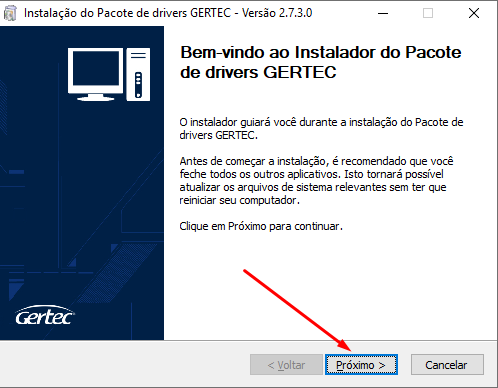 Instalação do Pacote de drivers GERTEC - Versão 2.7.3.0
Bem-vindo ao Instalador do Pacote
de drivers GERTEC
O instalador guiará você durante a instalação do Pacote de
drivers GERTEC.
Antes de começar a instalação, é recomendado que você
feche todos os outros aplicativos. Isto tornará possível
atualizar os arquivos de sistema relevantes sem ter que
reiniciar seu computador.
Clique em Próximo para continuar.
Gertec
< Voltar
Próximo >
Cancelar